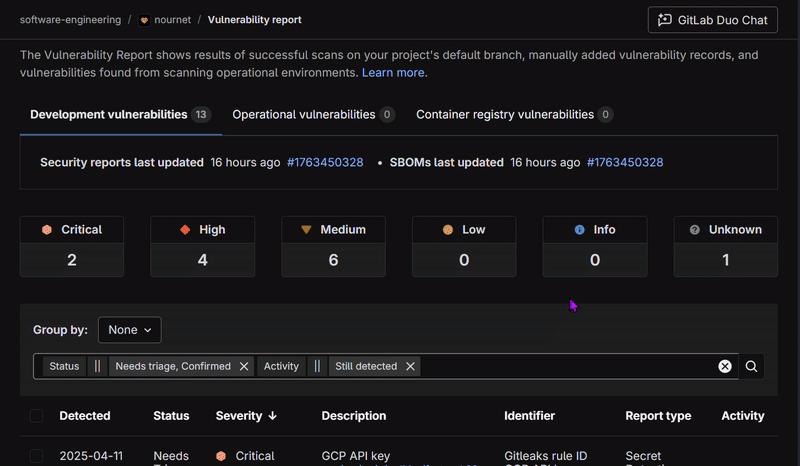 software-engineering / nournet / Vulnerability report
GitLab Duo Chat
The Vulnerability Report shows results of successful scans on your project's default branch, manually added vulnerability records, and
vulnerabilities found from scanning operational environments. Learn more.
Development vulnerabilities 13 Operational vulnerabilities 0 Container registry vulnerabilities 0
Security reports last updated 16 hours ago #1763450328 • SBOMs last updated 16 hours ago #1763450328
Critical High Medium Low Info Unknown
2 4 6 0 0 1
Group by: None
Status || Needs triage, Confirmed Activity || Still detected
Detected Status Severity Description Identifier Report type Activity
2025-04-11 Needs Critical GCP API key Gitleaks rule ID Secret